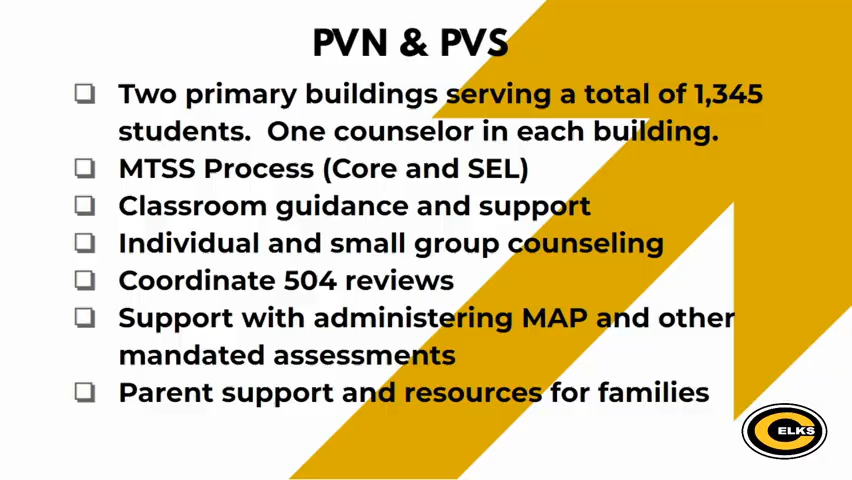 PVN & PVS
Two primary buildings serving a total of 1,345
students.  One counselor in each building.
MTSS Process (Core and SEL)
Classroom guidance and support
Individual and small group counseling
Coordinate 504 reviews
Support with administering MAP and other
mandated assessments
Parent support and resources for families
C ELKS